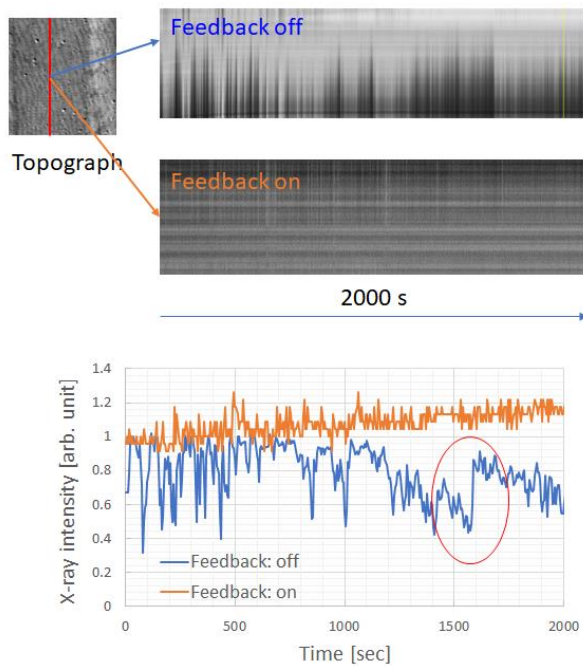 Feedback off
Topograph
Feedback on
2000 s
1.4
1.2
1
0.8
0.6
0.4
0.2
0
X-ray intensity [arb. unit]
Feedback: off
Feedback: on
0 500 1000 1500 2000
Time [sec]